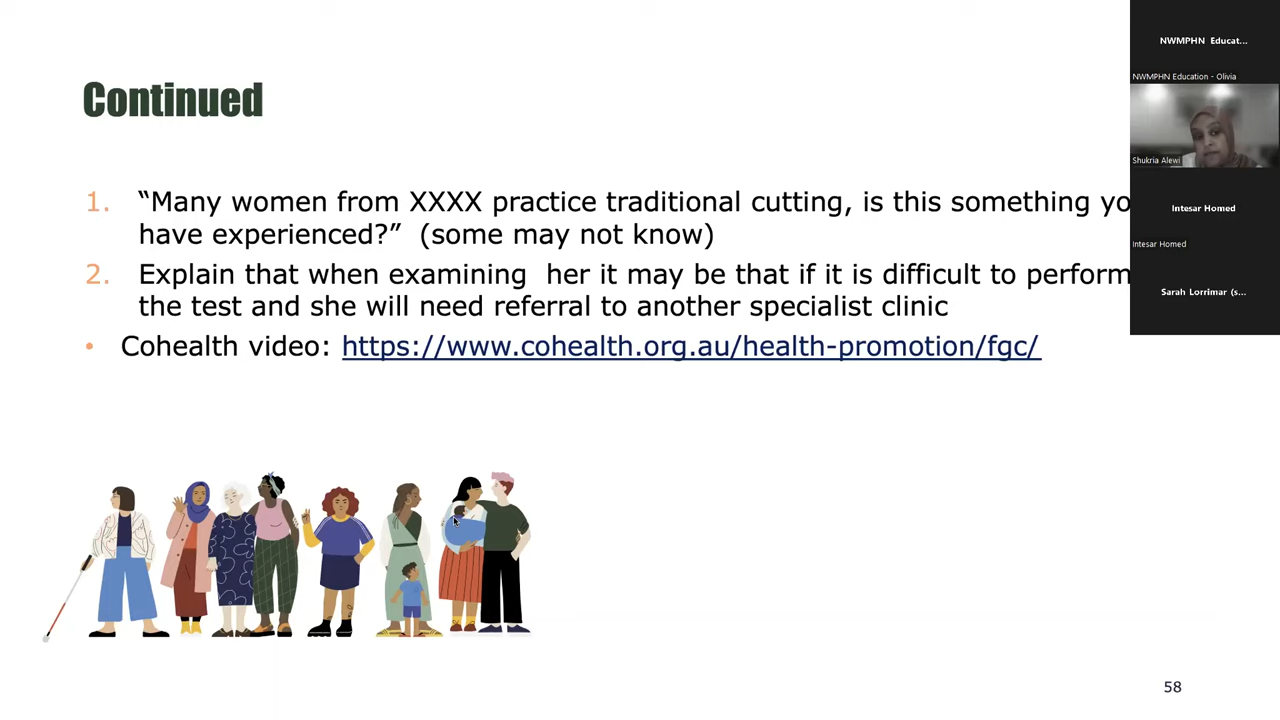 Continued
1. “Many women from XXXX practice traditional cutting, is this something yo
have experienced?” (some may not know)
2. Explain that when examining her it may be that if it is difficult to perform
the test and she will need referral to another specialist clinic
• Cohealth video: https://www.cohealth.org.au/health-promotion/fgc/
58
NWMPHN Educat...
NWMPHN Education - Olivia
Shukria Alewi
Intesar Homed
Intesar Homed
Sarah Lorrimar (s...